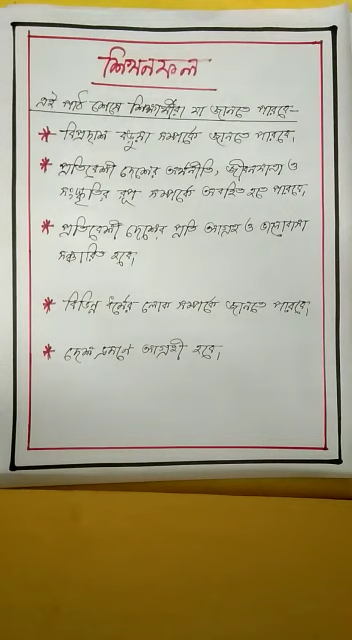 শিখনফল
এই পাঠ শেষে শিক্ষার্থীরা যা জানতে পারবে-
* বিপ্রদাশ বড়ুয়া সম্পর্কে জানতে পারবে।
* প্রতিবেশী দেশের অর্থনীতি, জীবনযাত্রা ও
সংস্কৃতির রূপ সম্পর্কে অবহিত হতে পারবে।
* প্রতিবেশী দেশের প্রতি আগ্রহ ও ভালোবাসা
সঞ্চারিত হবে।
* বিভিন্ন ধর্মের লোক সম্পর্কে জানতে পারবে।
* দেশ ভ্রমণে আগ্রহী হবে।